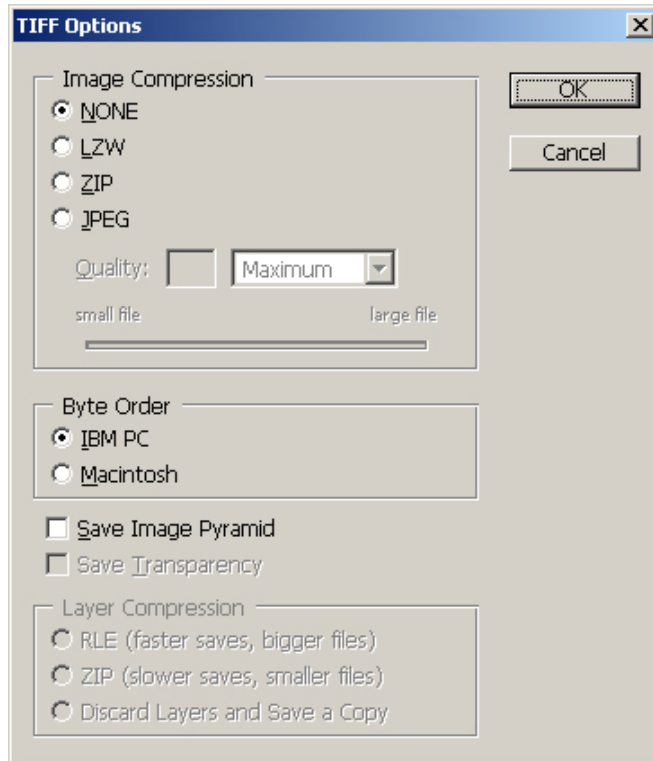 TIFF Options
Image Compression
NONE
LZW
ZIP
JPEG
Quality: Maximum
small file large file
OK
Cancel
Byte Order
IBM PC
Macintosh
Save Image Pyramid
Save Transparency
Layer Compression
RLE (faster saves, bigger files)
ZIP (slower saves, smaller files)
Discard Layers and Save a Copy